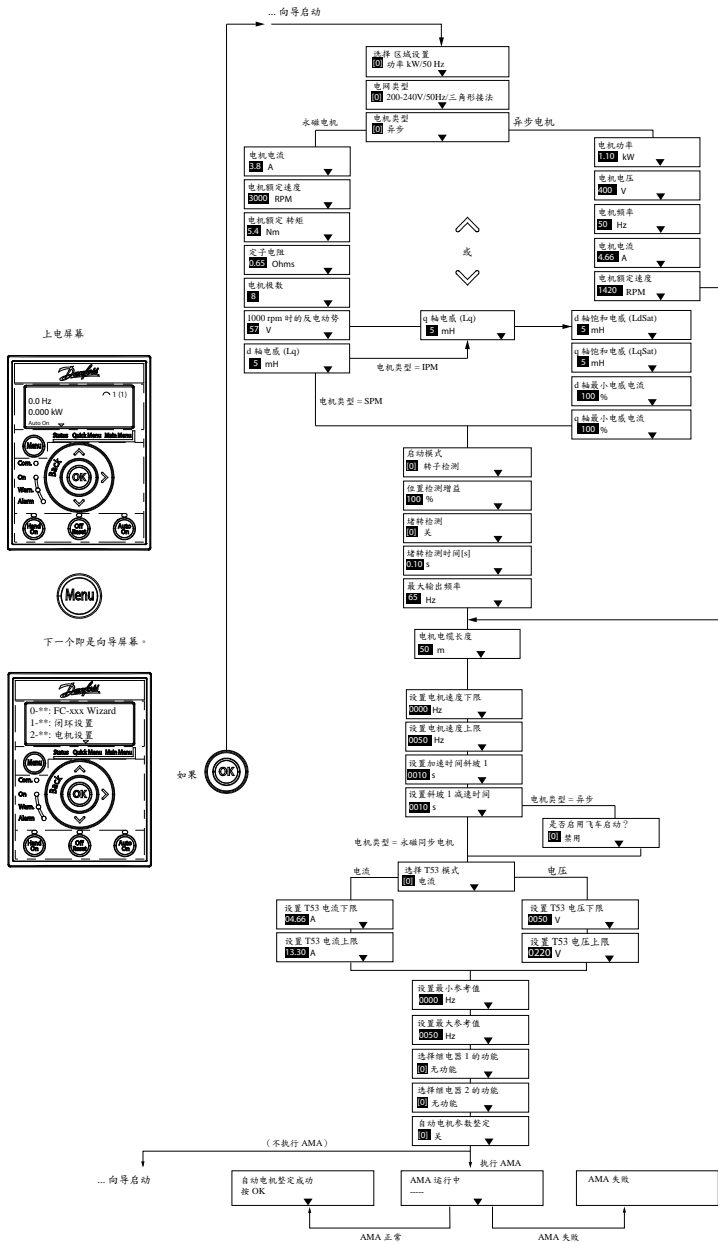 ... 向导启动
选择 区域设置
[0] 功率 kW/50 Hz
电网类型
[0] 200-240V/50Hz/三角形接法
电机类型
[0] 异步
永磁电机
异步电机
电机电流
3.8 A
电机额定速度
3000 RPM
电机额定 转矩
5.4 Nm
定子电阻
0.65 Ohms
电机极数
8
1000 rpm 时的反电动势
57 V
d 轴电感 (Lq)
5 mH
或
电机功率
1.10 kW
电机电压
400 V
电机频率
50 Hz
电机电流
4.66 A
电机额定速度
1420 RPM
q 轴电感 (Lq)
5 mH
电机类型 = IPM
电机类型 = SPM
d 轴饱和电感 (LdSat)
5 mH
q 轴饱和电感 (LqSat)
5 mH
d 轴最小电感电流
100 %
q 轴最小电感电流
100 %
启动模式
[0] 转子检测
位置检测增益
100 %
堵转检测
[0] 关
堵转检测时间[s]
0.10 s
最大输出频率
65 Hz
电机电缆长度
50 m
设置电机速度下限
0000 Hz
设置电机速度上限
0050 Hz
设置加速时间斜坡 1
0010 s
设置斜坡 1 减速时间
0010 s
电机类型 = 异步
是否启用飞车启动？
[0] 禁用
电机类型 = 永磁同步电机
选择 T53 模式
[0] 电流
电流
电压
设置 T53 电流下限
04.66 A
设置 T53 电流上限
13.30 A
设置 T53 电压下限
0050 V
设置 T53 电压上限
0220 V
设置最小参考值
0000 Hz
设置最大参考值
0050 Hz
选择继电器 1 的功能
[0] 无功能
选择继电器 2 的功能
[0] 无功能
自动电机参数整定
[0] 关
（不执行 AMA）
执行 AMA
... 向导启动
自动电机整定成功
按 OK
AMA 运行中
-----
AMA 失败
AMA 正常
AMA 失败
上电屏幕
Danfoss
1 (1)
0.0 Hz
0.000 kW
Auto On
Status Quick Menu Main Menu
Menu
Back
OK
Com.
On
Warn.
Alarm
Hand On
Off Reset
Auto On
Menu
下一个即是向导屏幕。
Danfoss
0-**: FC-xxx Wizard
1-**: 闭环设置
2-**: 电机设置
Status Quick Menu Main Menu
Menu
Back
OK
Com.
On
Warn.
Alarm
Hand On
Off Reset
Auto On
如果
OK